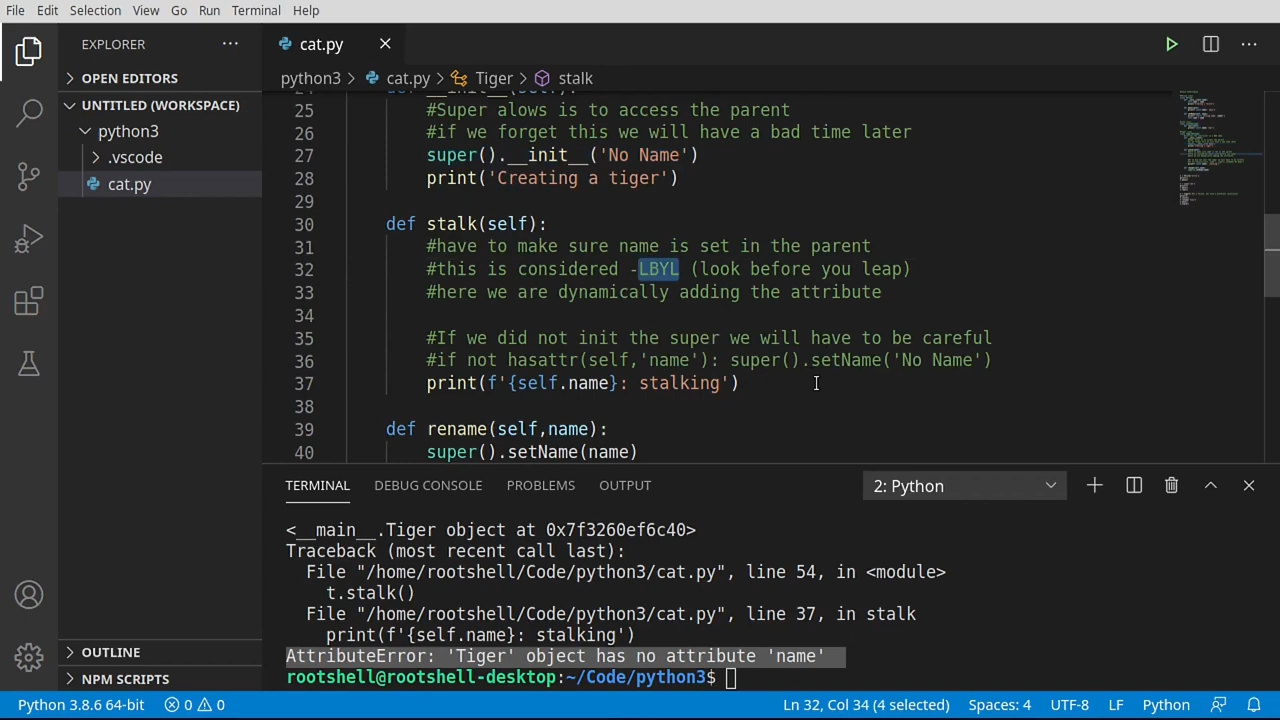 File Edit Selection View Go Run Terminal Help
EXPLORER
OPEN EDITORS
UNTITLED (WORKSPACE)
python3
.vscode
cat.py
OUTLINE
NPM SCRIPTS
cat.py
python3 > cat.py > Tiger > stalk
24 def __init__(self):
25 #Super alows is to access the parent
26 #if we forget this we will have a bad time later
27 super().__init__('No Name')
28 print('Creating a tiger')
29
30 def stalk(self):
31 #have to make sure name is set in the parent
32 #this is considered -LBYL (look before you leap)
33 #here we are dynamically adding the attribute
34
35 #If we did not init the super we will have to be careful
36 #if not hasattr(self,'name'): super().setName('No Name')
37 print(f'{self.name}: stalking')
38
39 def rename(self,name):
40 super().setName(name)
TERMINAL DEBUG CONSOLE PROBLEMS OUTPUT 2: Python
<__main__.Tiger object at 0x7f3260ef6c40>
Traceback (most recent call last):
File "/home/rootshell/Code/python3/cat.py", line 54, in <module>
t.stalk()
File "/home/rootshell/Code/python3/cat.py", line 37, in stalk
print(f'{self.name}: stalking')
AttributeError: 'Tiger' object has no attribute 'name'
rootshell@rootshell-desktop:~/Code/python3$
Python 3.8.6 64-bit 0 0 Ln 32, Col 34 (4 selected) Spaces: 4 UTF-8 LF Python